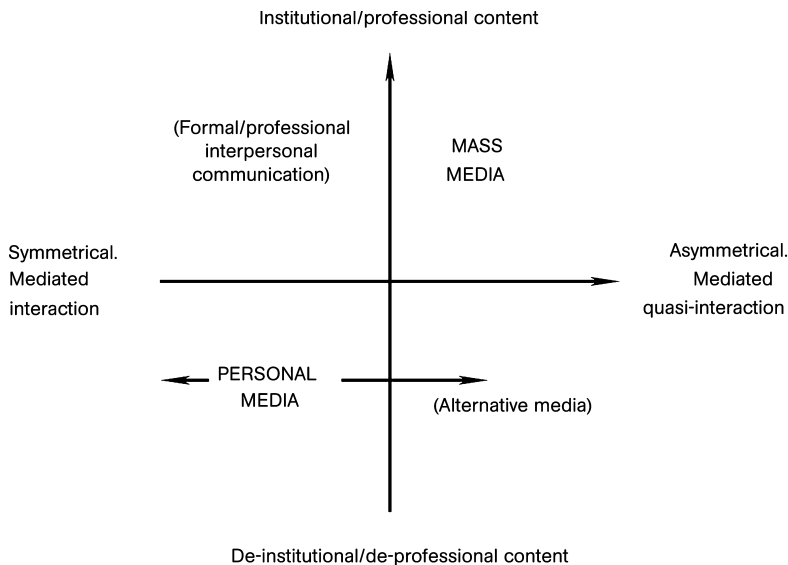 Institutional/professional content
(Formal/professional
interpersonal
communication)
MASS
MEDIA
Symmetrical.
Mediated
interaction
Asymmetrical.
Mediated
quasi-interaction
PERSONAL
MEDIA
(Alternative media)
De-institutional/de-professional content